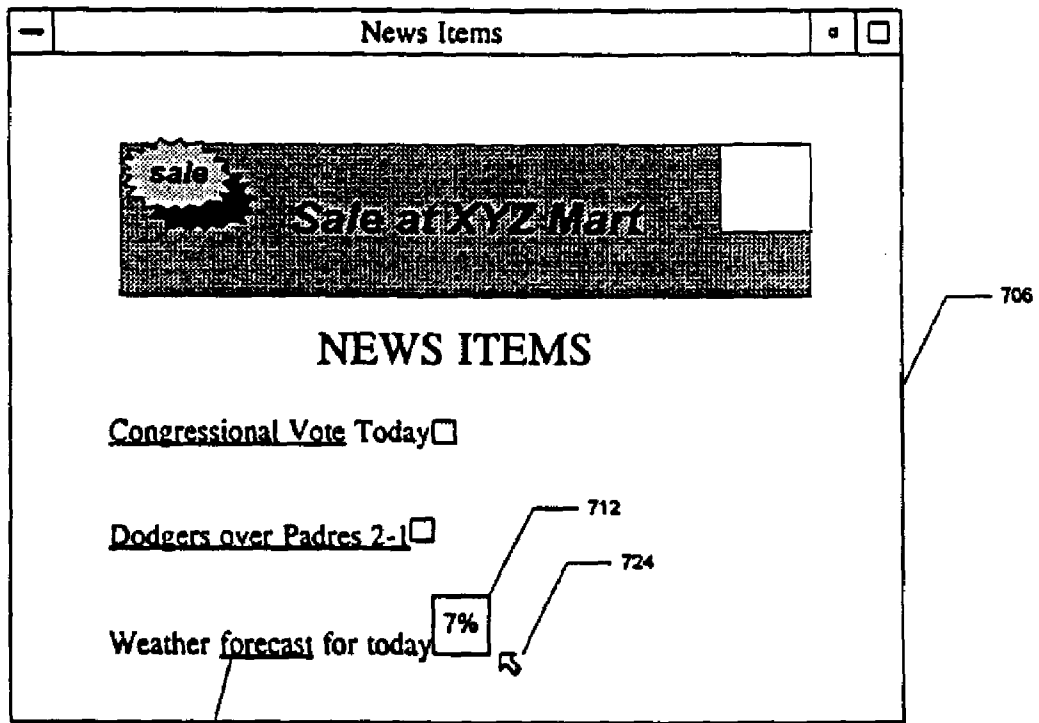 News Items
sale
Sale at XYZ Mart
706
NEWS ITEMS
Congressional Vote Today
712
Dodgers over Padres 2-1
724
7%
Weather forecast for today